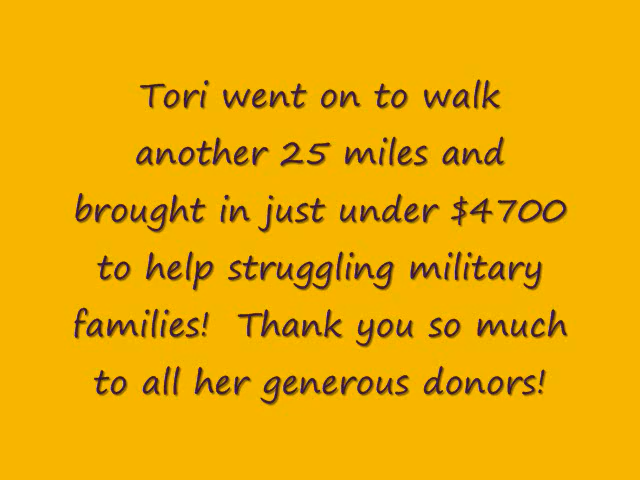 Tori went on to walk
another 25 miles and
brought in just under $4700
to help struggling military
families!  Thank you so much
to all her generous donors!